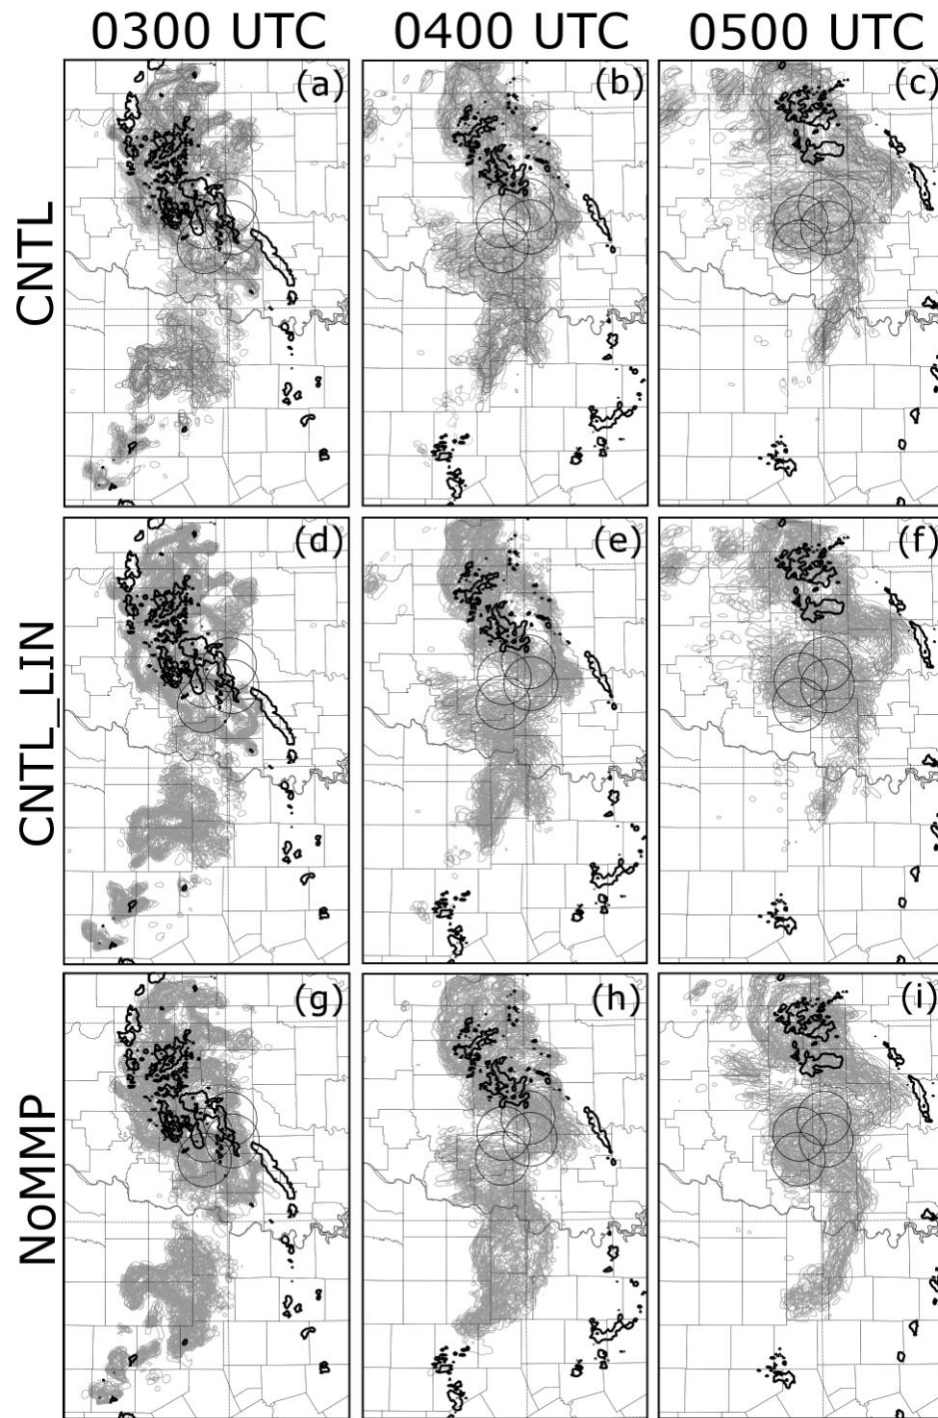 0300 UTC 0400 UTC 0500 UTC
CNTL
(a) (b) (c)
CNTL_LIN
(d) (e) (f)
NoMMP
(g) (h) (i)